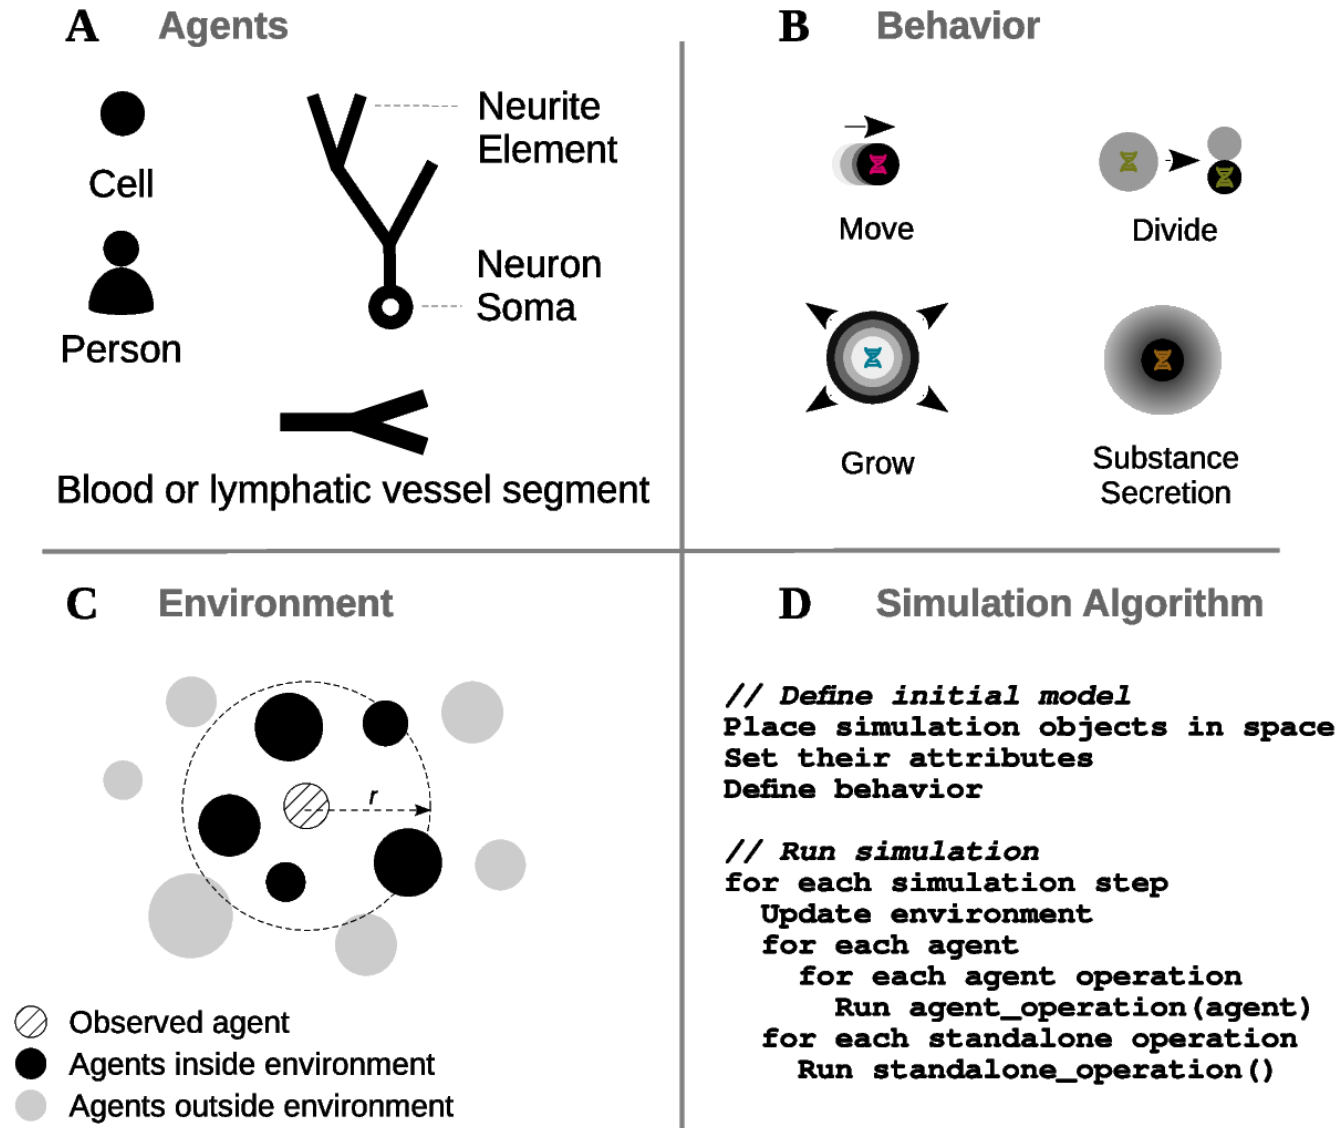 A Agents
Cell
Neurite
Element
Person
Neuron
Soma
Blood or lymphatic vessel segment
B Behavior
Move
Divide
Grow
Substance
Secretion
C Environment
r
Observed agent
Agents inside environment
Agents outside environment
D Simulation Algorithm
// Define initial model
Place simulation objects in space
Set their attributes
Define behavior
// Run simulation
for each simulation step
Update environment
for each agent
for each agent operation
Run agent_operation(agent)
for each standalone operation
Run standalone_operation()